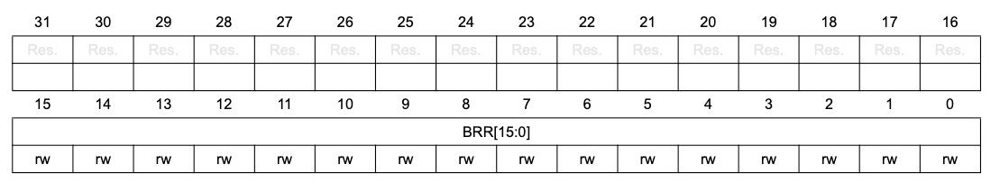 31 30 29 28 27 26 25 24 23 22 21 20 19 18 17 16
Res. Res. Res. Res. Res. Res. Res. Res. Res. Res. Res. Res. Res. Res. Res. Res.
15 14 13 12 11 10 9 8 7 6 5 4 3 2 1 0
BRR[15:0]
rw rw rw rw rw rw rw rw rw rw rw rw rw rw rw rw